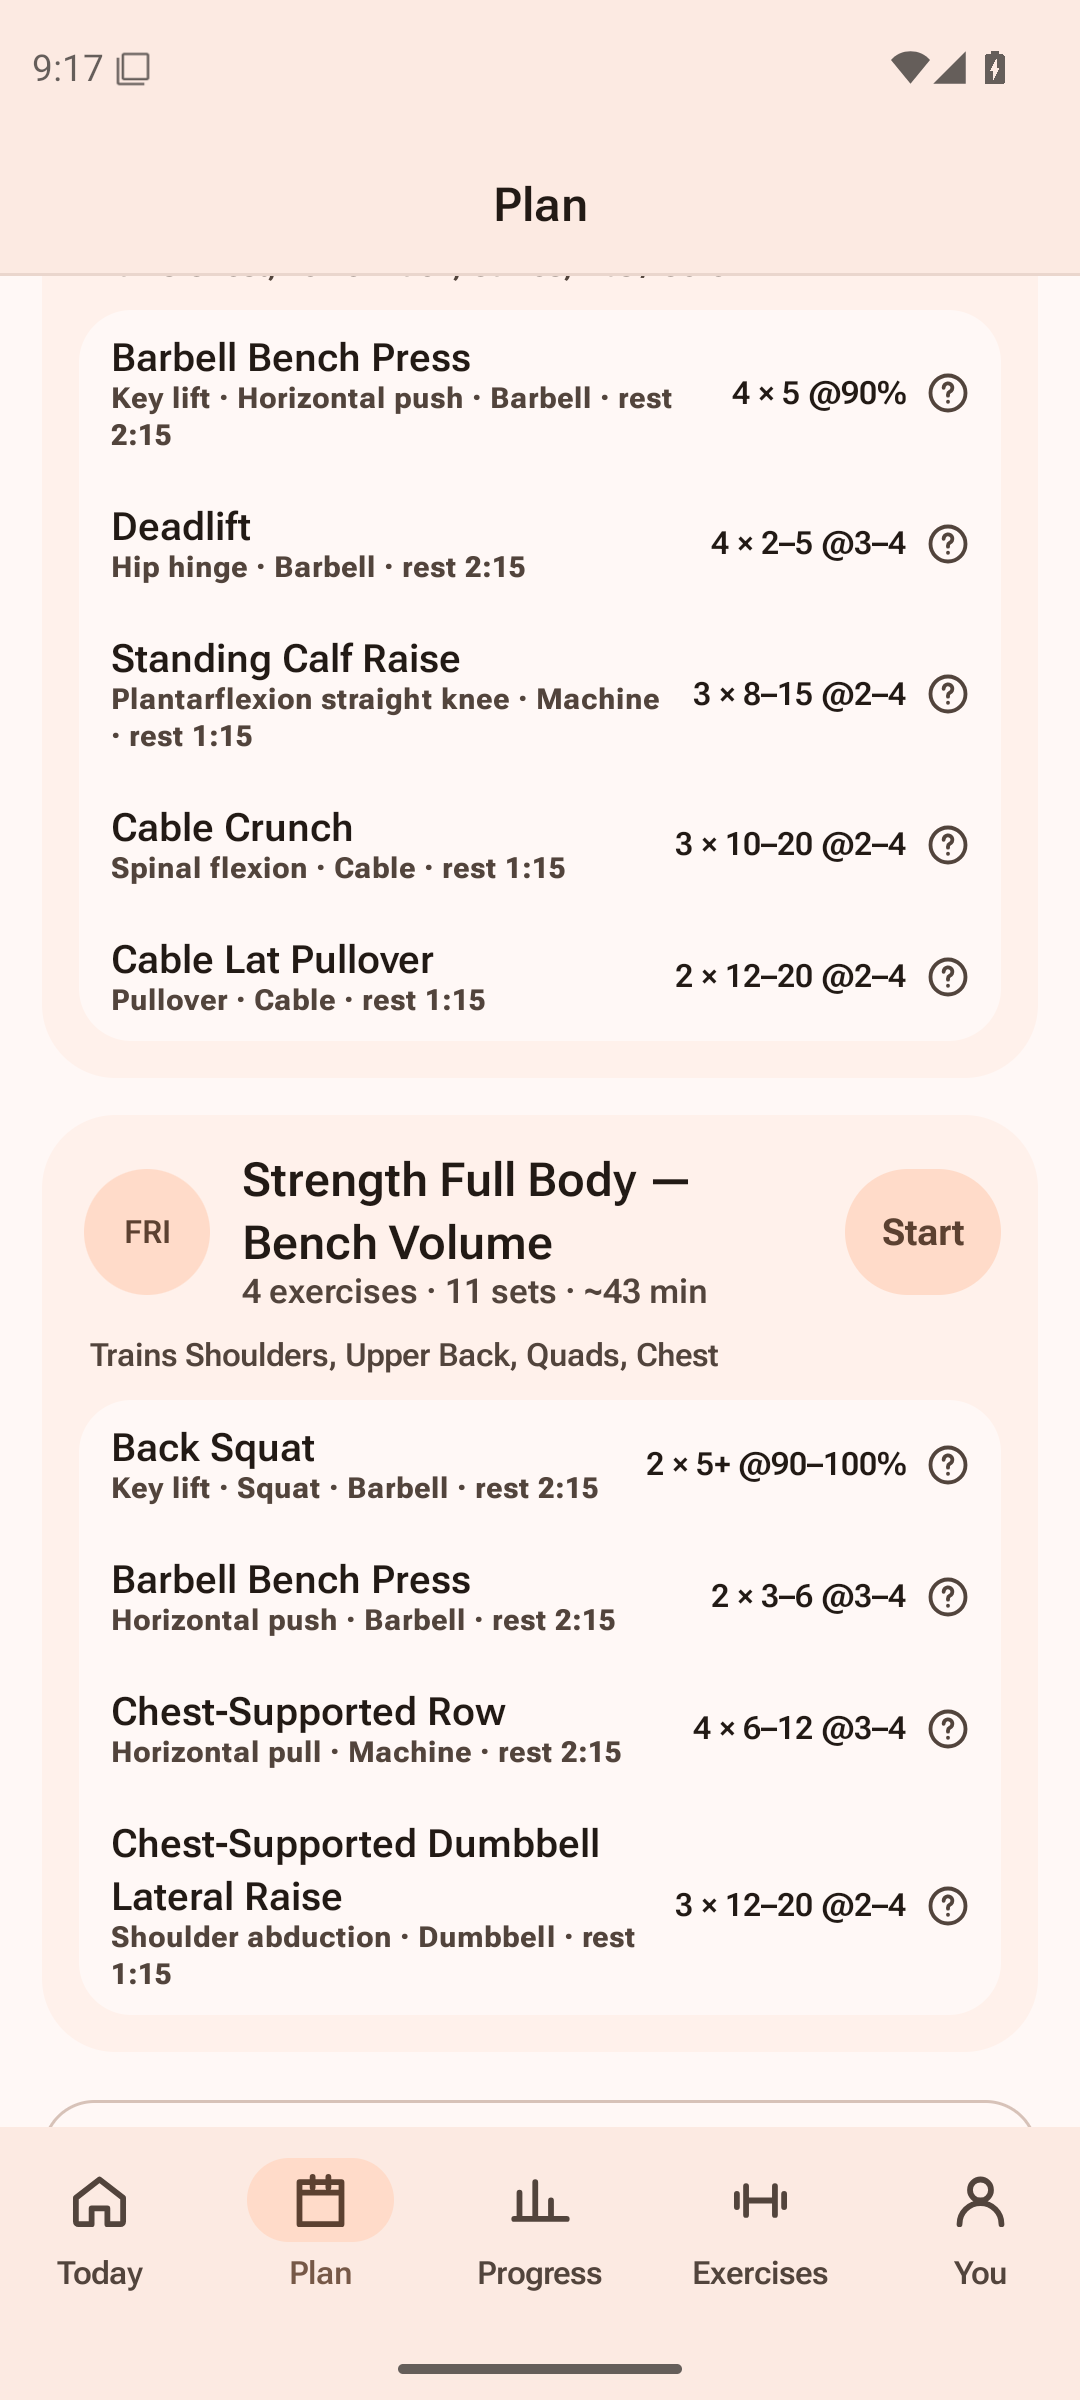 9:17
Plan
Barbell Bench Press
Key lift · Horizontal push · Barbell · rest
2:15
4 × 5 @90%
Deadlift
Hip hinge · Barbell · rest 2:15
4 × 2–5 @3–4
Standing Calf Raise
Plantarflexion straight knee · Machine
· rest 1:15
3 × 8–15 @2–4
Cable Crunch
Spinal flexion · Cable · rest 1:15
3 × 10–20 @2–4
Cable Lat Pullover
Pullover · Cable · rest 1:15
2 × 12–20 @2–4
FRI
Strength Full Body —
Bench Volume
4 exercises · 11 sets · ~43 min
Start
Trains Shoulders, Upper Back, Quads, Chest
Back Squat
Key lift · Squat · Barbell · rest 2:15
2 × 5+ @90–100%
Barbell Bench Press
Horizontal push · Barbell · rest 2:15
2 × 3–6 @3–4
Chest-Supported Row
Horizontal pull · Machine · rest 2:15
4 × 6–12 @3–4
Chest-Supported Dumbbell
Lateral Raise
Shoulder abduction · Dumbbell · rest
1:15
3 × 12–20 @2–4
Today
Plan
Progress
Exercises
You